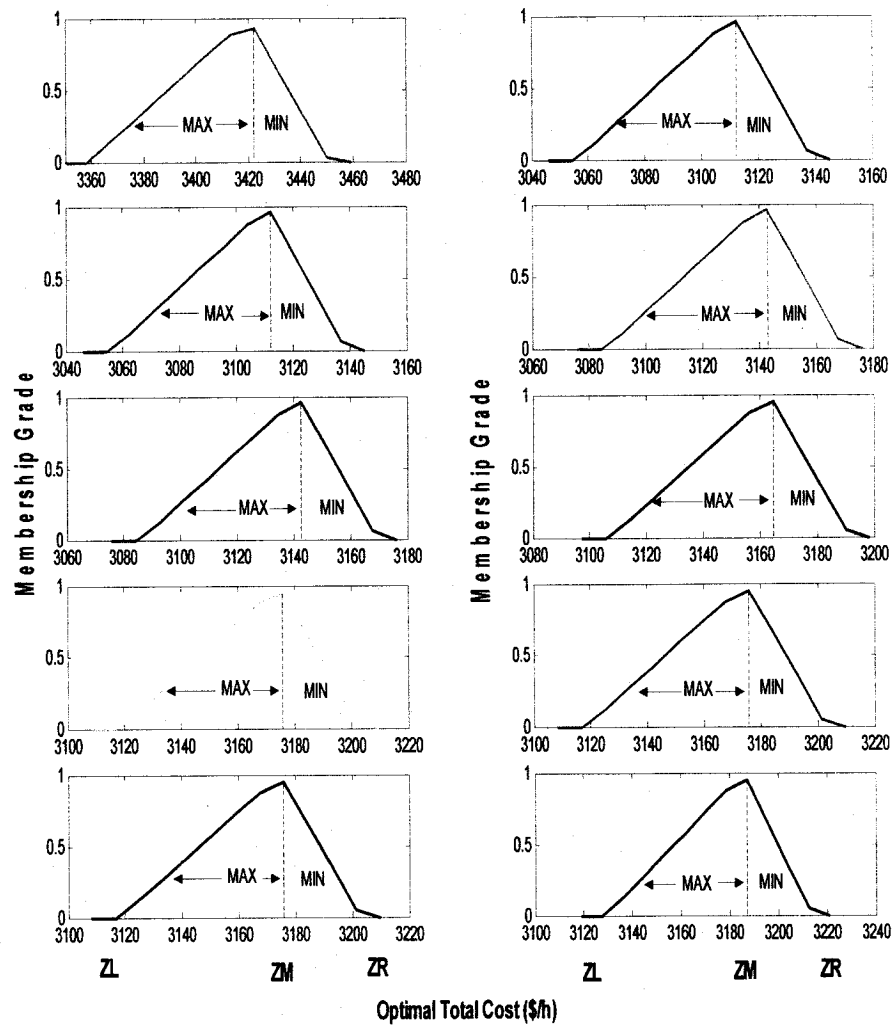 1
0.5
0
MAX MIN
3360 3380 3400 3420 3440 3460 3480
1
0.5
0
MAX MIN
3040 3060 3080 3100 3120 3140 3160
1
0.5
0
MAX MIN
3040 3060 3080 3100 3120 3140 3160
1
0.5
0
MAX MIN
3060 3080 3100 3120 3140 3160 3180
1
0.5
0
MAX MIN
3060 3080 3100 3120 3140 3160 3180
1
0.5
0
MAX MIN
3080 3100 3120 3140 3160 3180 3200
1
0.5
0
MAX MIN
3100 3120 3140 3160 3180 3200 3220
1
0.5
0
MAX MIN
3100 3120 3140 3160 3180 3200 3220
1
0.5
0
MAX MIN
3100 3120 3140 3160 3180 3200 3220
1
0.5
0
MAX MIN
3100 3120 3140 3160 3180 3200 3220 3240
Membership Grade
Membership Grade
ZL ZM ZR
ZL ZM ZR
Optimal Total Cost ($/h)